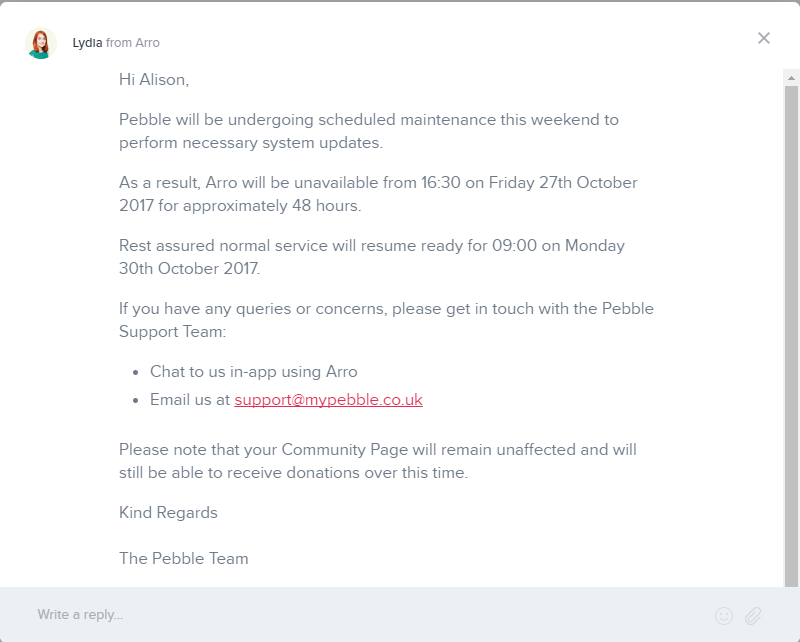 Lydia from Arro
Hi Alison,
Pebble will be undergoing scheduled maintenance this weekend to
perform necessary system updates.
As a result, Arro will be unavailable from 16:30 on Friday 27th October
2017 for approximately 48 hours.
Rest assured normal service will resume ready for 09:00 on Monday
30th October 2017.
If you have any queries or concerns, please get in touch with the Pebble
Support Team:
• Chat to us in-app using Arro
• Email us at support@mypebble.co.uk
Please note that your Community Page will remain unaffected and will
still be able to receive donations over this time.
Kind Regards
The Pebble Team
Write a reply...